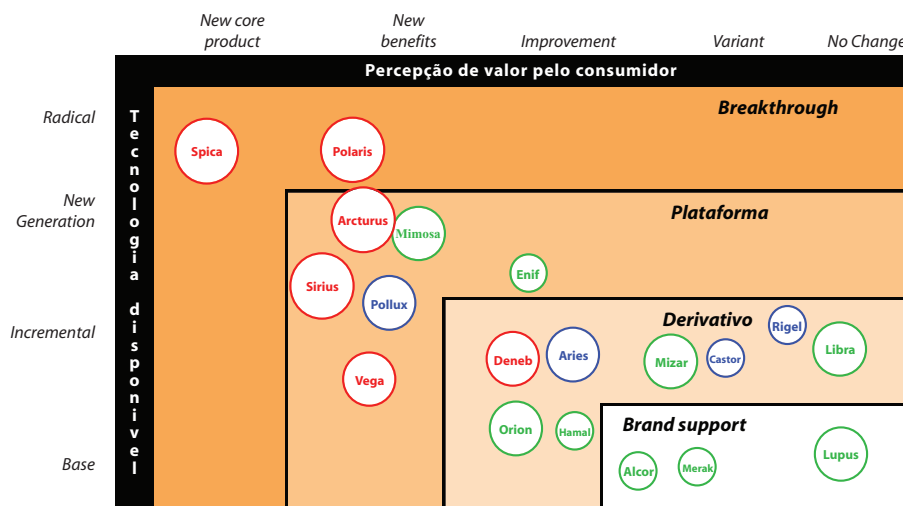 New core
product
New
benefits
Improvement
Variant
No Change
Percepção de valor pelo consumidor
Tecnologia disponivel
Radical
New
Generation
Incremental
Base
Breakthrough
Spica
Polaris
Plataforma
Arcturus
Mimosa
Enif
Sirius
Pollux
Vega
Derivativo
Rigel
Deneb
Aries
Mizar
Castor
Libra
Orion
Hamal
Brand support
Alcor
Merak
Lupus